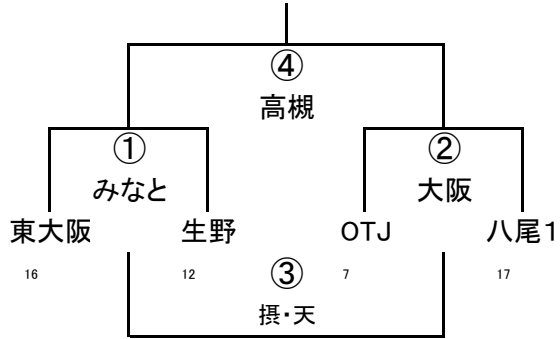 ④
高槻
① ②
みなと 大阪
東大阪 生野 OTJ 八尾1
16 12 ③ 7 17
摂・天